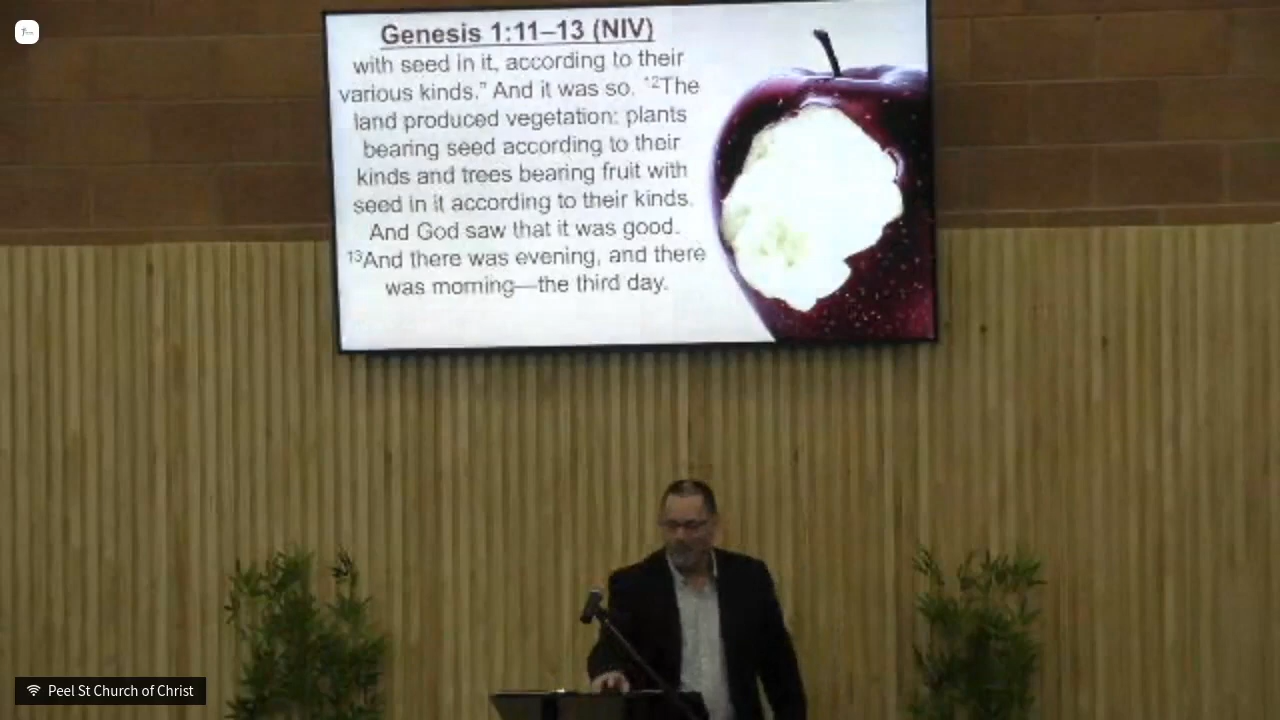 Genesis 1:11–13 (NIV)
with seed in it, according to their
various kinds.” And it was so. ¹²The
land produced vegetation: plants
bearing seed according to their
kinds and trees bearing fruit with
seed in it according to their kinds.
And God saw that it was good.
¹³And there was evening, and there
was morning—the third day.
Peel St Church of Christ